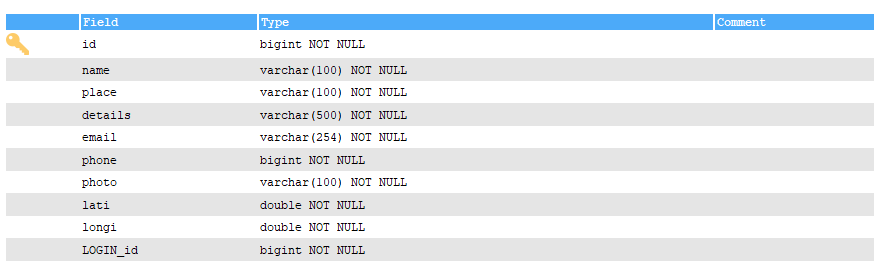 Field Type Comment
id bigint NOT NULL
name varchar(100) NOT NULL
place varchar(100) NOT NULL
details varchar(500) NOT NULL
email varchar(254) NOT NULL
phone bigint NOT NULL
photo varchar(100) NOT NULL
lati double NOT NULL
longi double NOT NULL
LOGIN_id bigint NOT NULL